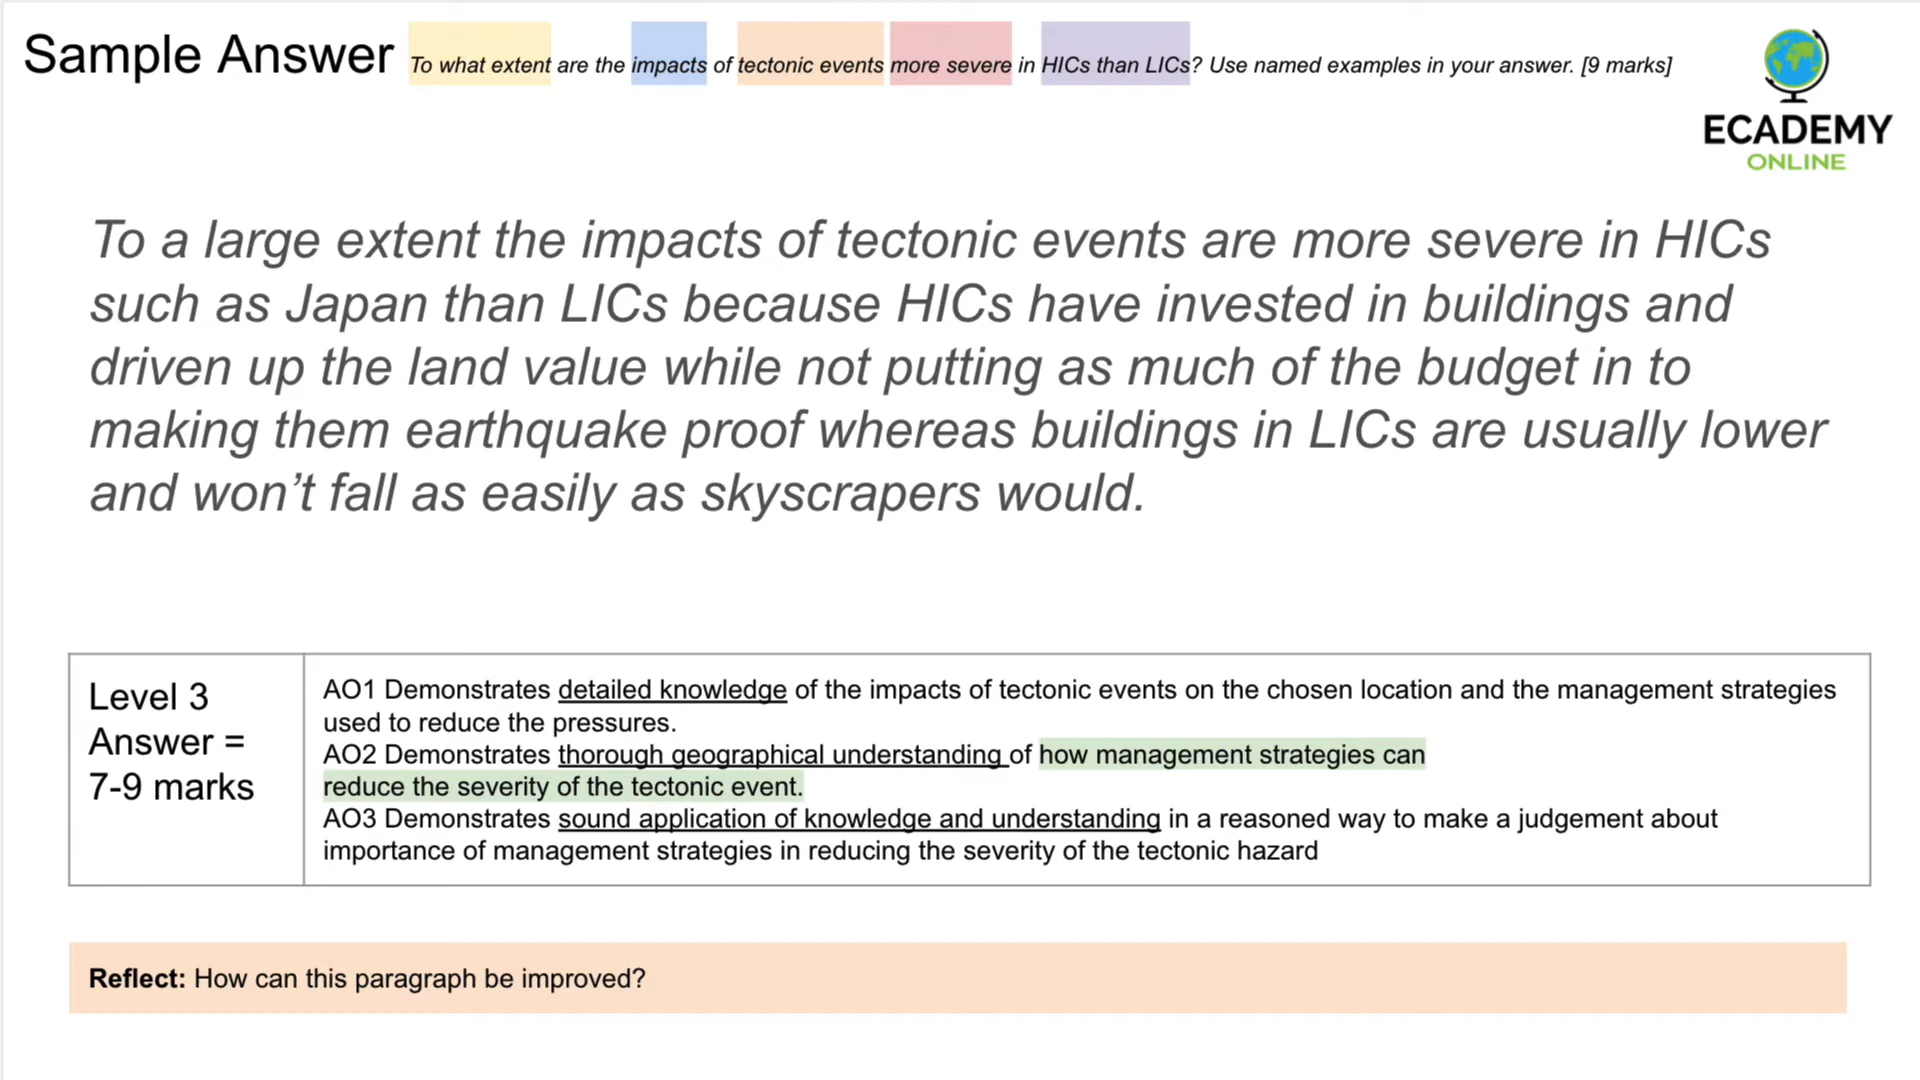 Sample Answer To what extent are the impacts of tectonic events more severe in HICs than LICs? Use named examples in your answer. [9 marks]
ECADEMY
ONLINE
To a large extent the impacts of tectonic events are more severe in HICs
such as Japan than LICs because HICs have invested in buildings and
driven up the land value while not putting as much of the budget in to
making them earthquake proof whereas buildings in LICs are usually lower
and won’t fall as easily as skyscrapers would.
Level 3
Answer =
7-9 marks
AO1 Demonstrates detailed knowledge of the impacts of tectonic events on the chosen location and the management strategies
used to reduce the pressures.
AO2 Demonstrates thorough geographical understanding of how management strategies can
reduce the severity of the tectonic event.
AO3 Demonstrates sound application of knowledge and understanding in a reasoned way to make a judgement about
importance of management strategies in reducing the severity of the tectonic hazard
Reflect: How can this paragraph be improved?